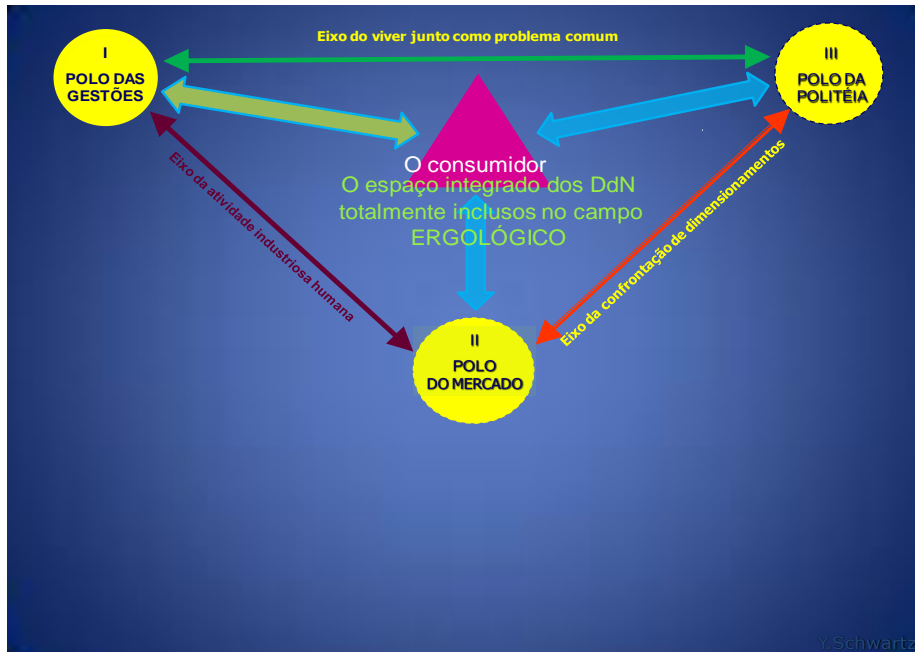 Eixo do viver junto como problema comum
I
POLO DAS
GESTÕES
III
POLO DA
POLITÉIA
O consumidor
O espaço integrado dos DdN
totalmente inclusos no campo
ERGOLÓGICO
Eixo da atividade industriosa humana
Eixo da confrontação de dimensionamentos
II
POLO
DO MERCADO
Y.Schwartz